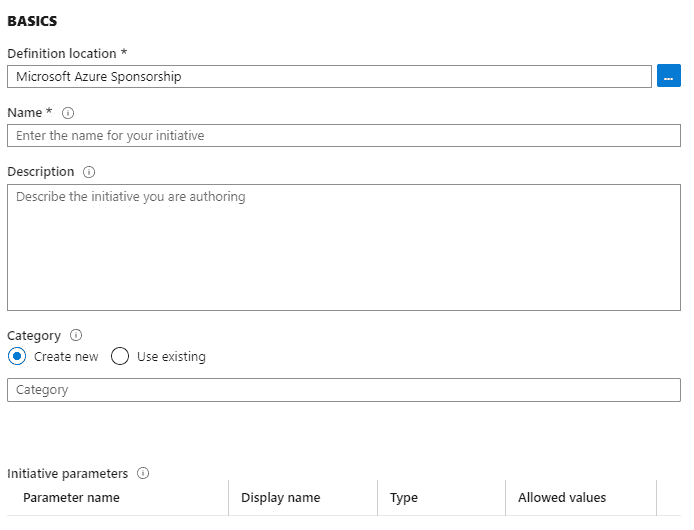 BASICS
Definition location *
Microsoft Azure Sponsorship
...
Name *
Enter the name for your initiative
Description
Describe the initiative you are authoring
Category
Create new Use existing
Category
Initiative parameters
Parameter name Display name Type Allowed values